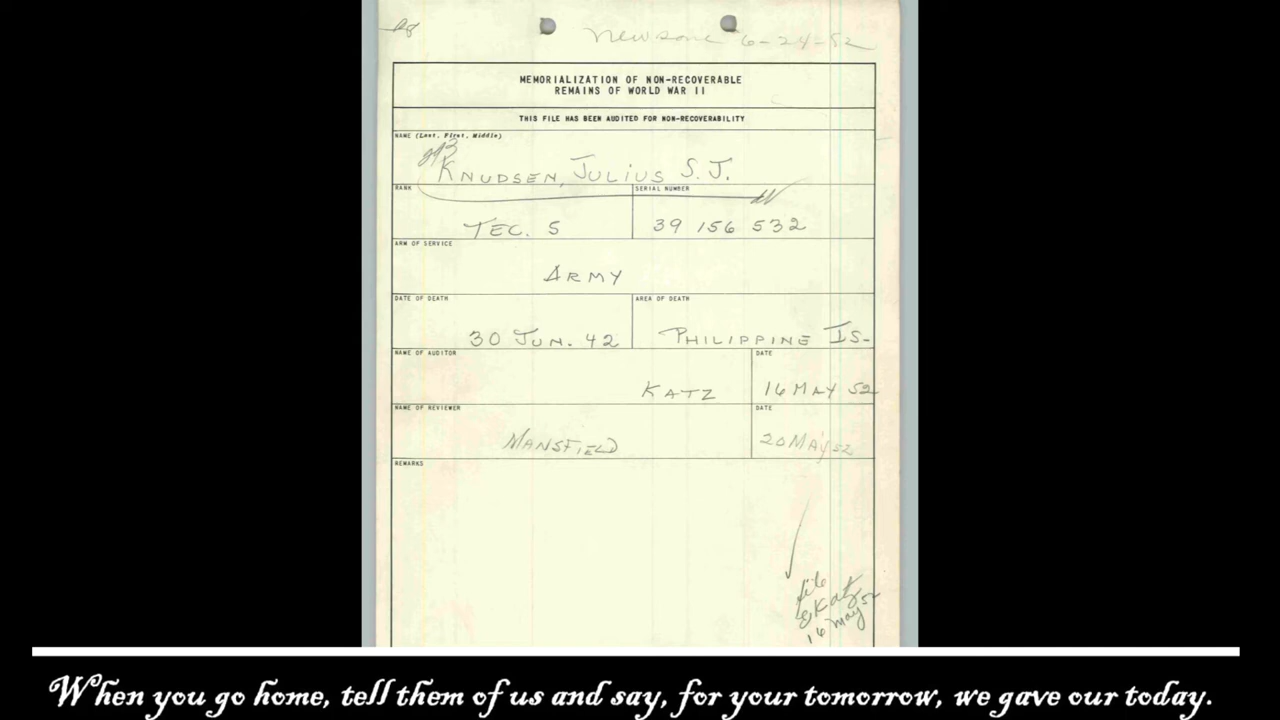 Newsome 6-24-52
MEMORIALIZATION OF NON-RECOVERABLE
REMAINS OF WORLD WAR II
THIS FILE HAS BEEN AUDITED FOR NON-RECOVERABILITY
NAME (Last, First, Middle)
KNUDSEN, JULIUS S. J.
RANK SERIAL NUMBER
TEC. 5 39 156 532
ARM OF SERVICE
ARMY
DATE OF DEATH AREA OF DEATH
30 JUN. 42 PHILIPPINE IS-
NAME OF AUDITOR DATE
KATZ 16 MAY 52
NAME OF REVIEWER DATE
MANSFIELD 20 MAY 52
REMARKS
file
Katz
16 May 52
When you go home, tell them of us and say, for your tomorrow, we gave our today.